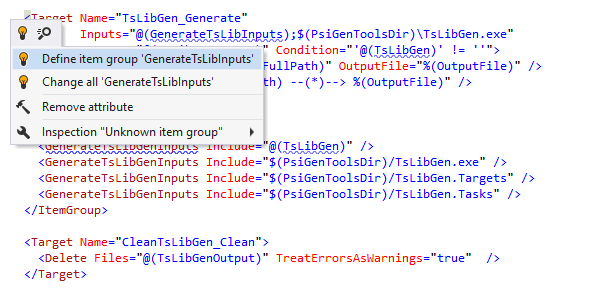 <Target Name="TsLibGen_Generate"
Inputs="@(GenerateTsLibInputs);$(PsiGenToolsDir)\TsLibGen.exe"
" Condition="'@(TsLibGen)' != ''">
Define item group 'GenerateTsLibInputs'
FullPath)" OutputFile="%(OutputFile)" />
Change all 'GenerateTsLibInputs'
th) --(*)--> %(OutputFile)" />
Remove attribute
Inspection "Unknown item group"
<GenerateTsLibGenInputs Include="@(TsLibGen)" />
<GenerateTsLibGenInputs Include="$(PsiGenToolsDir)/TsLibGen.exe" />
<GenerateTsLibGenInputs Include="$(PsiGenToolsDir)/TsLibGen.Targets" />
<GenerateTsLibGenInputs Include="$(PsiGenToolsDir)/TsLibGen.Tasks" />
</ItemGroup>
<Target Name="CleanTsLibGen_Clean">
<Delete Files="@(TsLibGenOutput)" TreatErrorsAsWarnings="true" />
</Target>